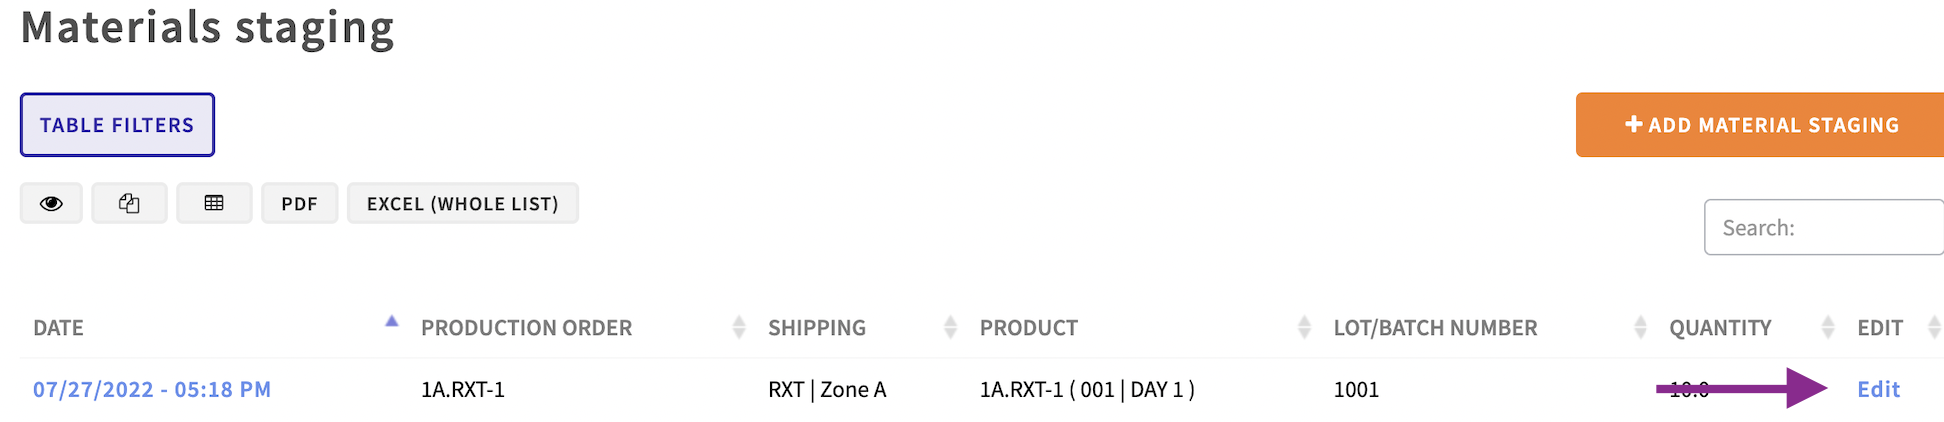 Materials staging
TABLE FILTERS
+ ADD MATERIAL STAGING
PDF
EXCEL (WHOLE LIST)
Search:
DATE PRODUCTION ORDER SHIPPING PRODUCT LOT/BATCH NUMBER QUANTITY EDIT
07/27/2022 - 05:18 PM 1A.RXT-1 RXT | Zone A 1A.RXT-1 ( 001 | DAY 1 ) 1001 10.0 Edit